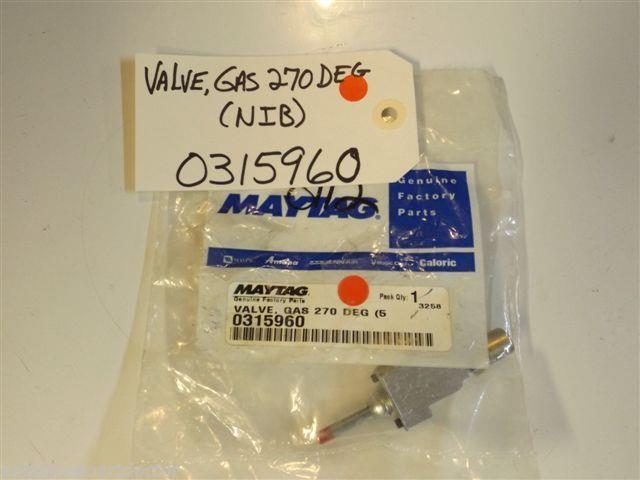 VALVE, GAS 270 DEG
(NIB)
0315960
MAYTAG
Genuine
Factory
Parts
Amana
Caloric
MAYTAG
Genuine Factory Parts
Pack Qty: 1
3258
VALVE, GAS 270 DEG (5
0315960